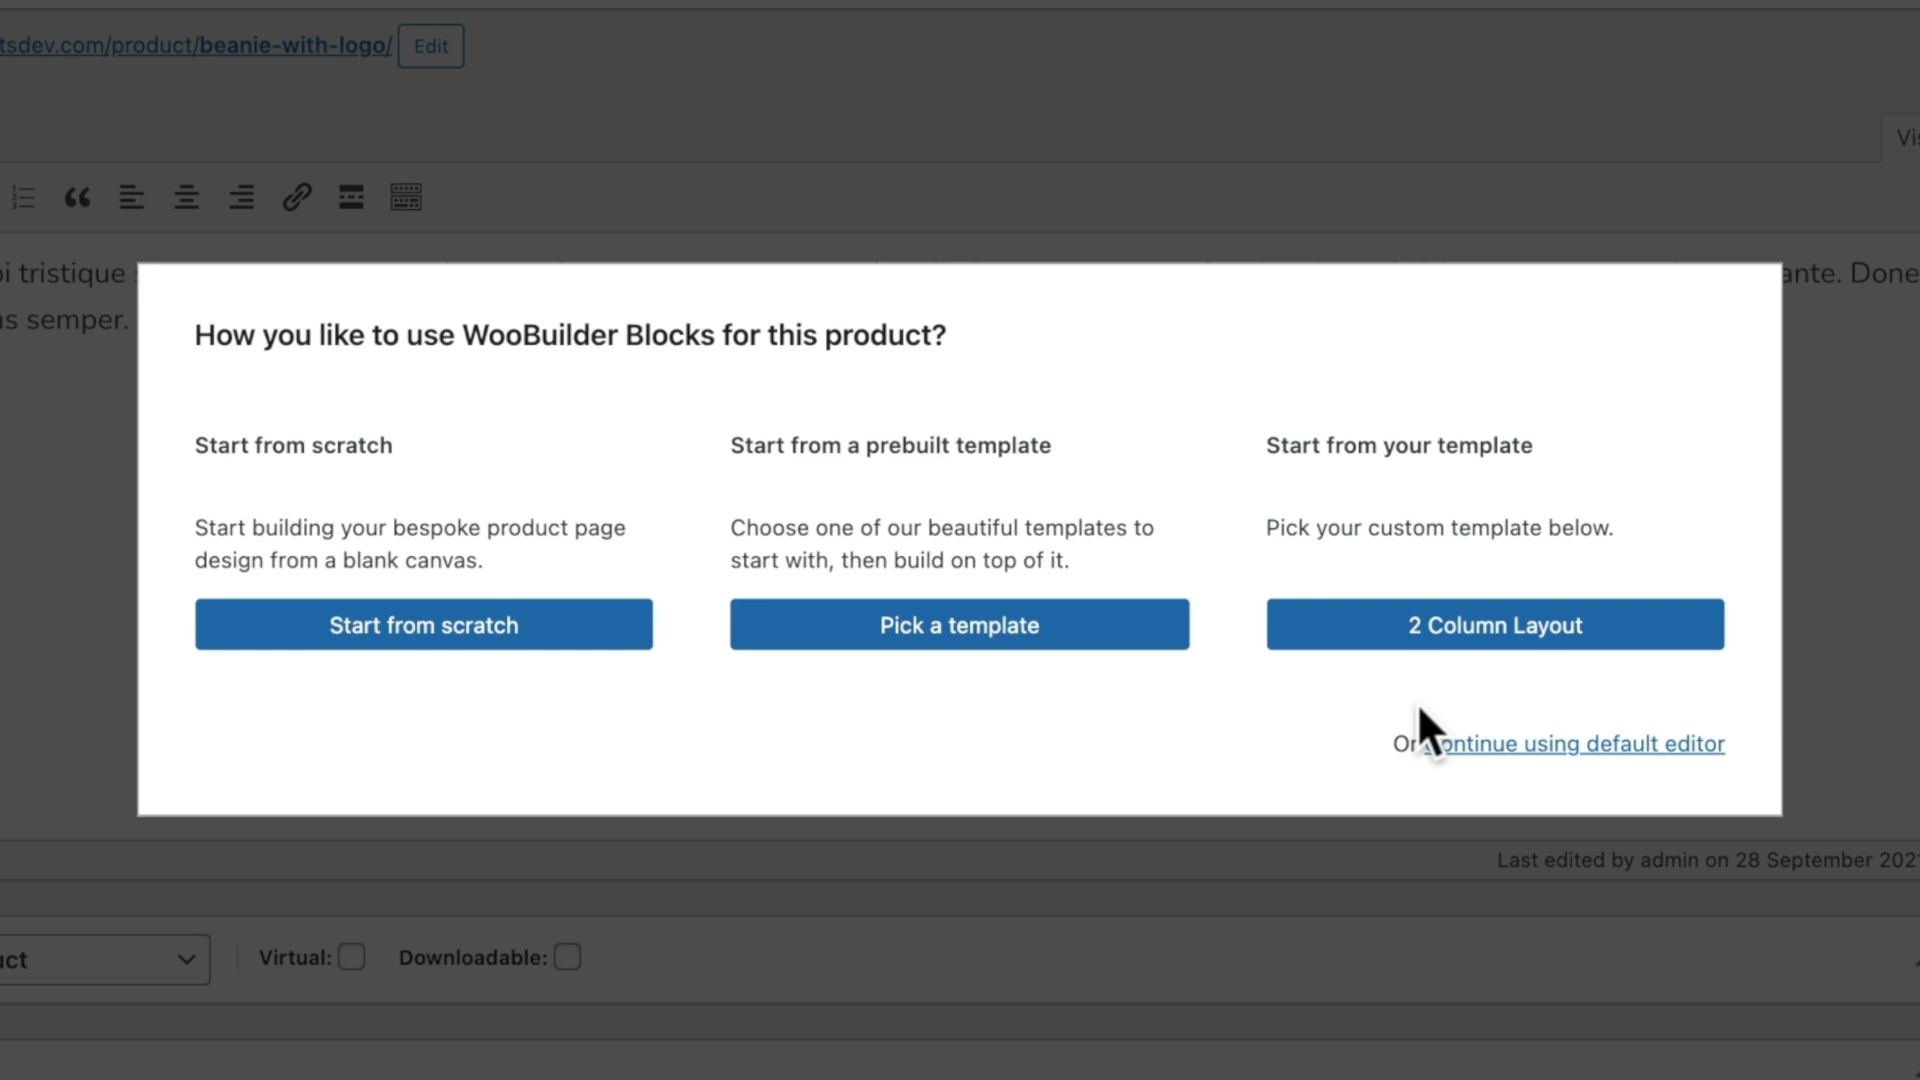 tsdev.com/product/beanie-with-logo/ Edit
tristique
ante.
semper.
How you like to use WooBuilder Blocks for this product?
Start from scratch
Start from a prebuilt template
Start from your template
Start building your bespoke product page
design from a blank canvas.
Choose one of our beautiful templates to
start with, then build on top of it.
Pick your custom template below.
Start from scratch
Pick a template
2 Column Layout
Or continue using default editor
Last edited by admin on 28 September
Virtual:
Downloadable: